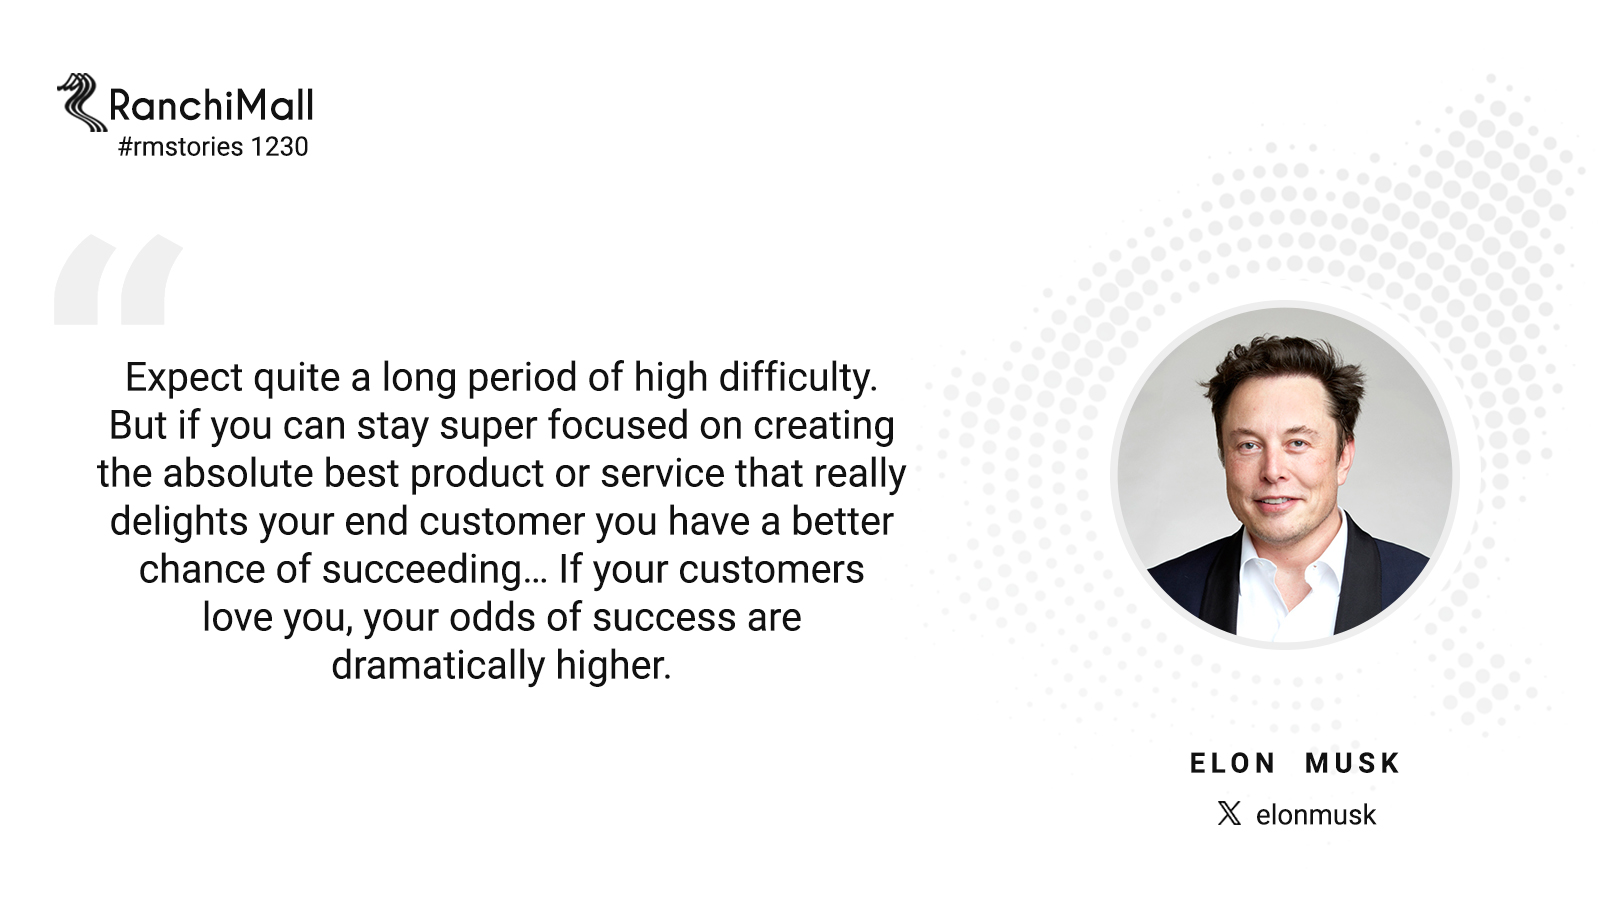 RanchiMall
#rmstories 1230
Expect quite a long period of high difficulty.
But if you can stay super focused on creating
the absolute best product or service that really
delights your end customer you have a better
chance of succeeding... If your customers
love you, your odds of success are
dramatically higher.
ELON MUSK
𝕏 elonmusk